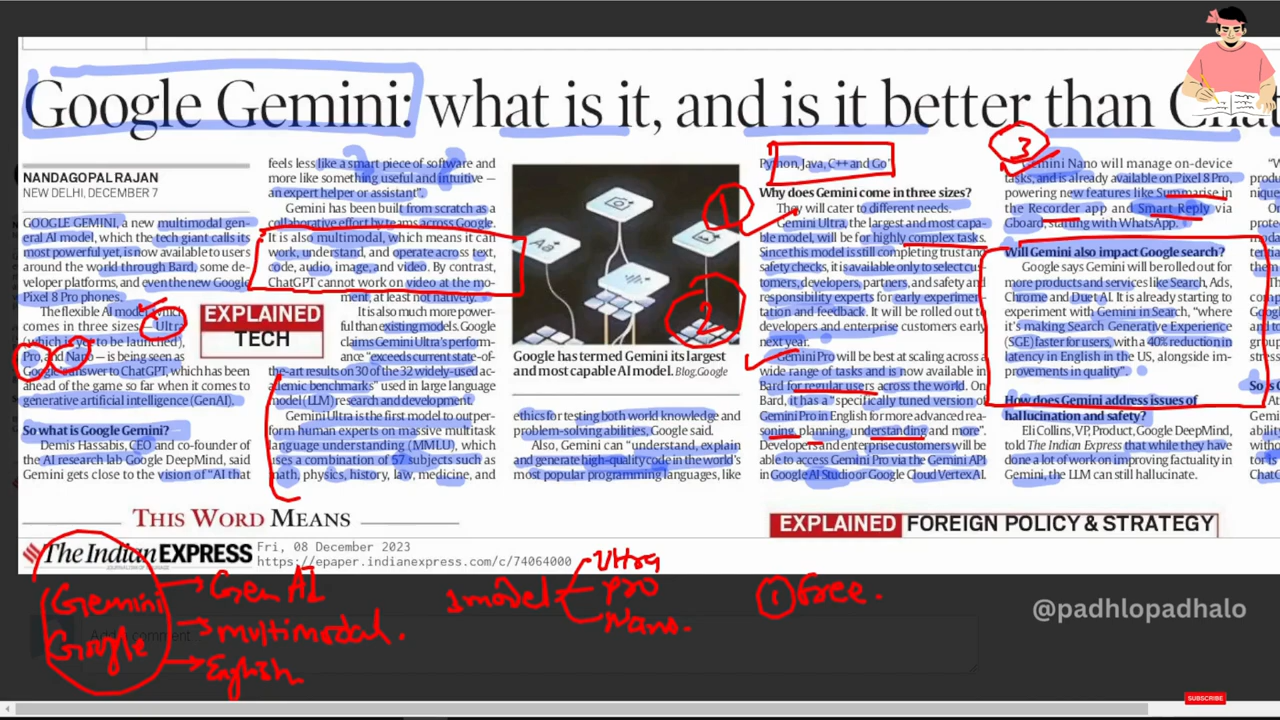 Google Gemini: what is it, and is it better than
NANDAGOPAL RAJAN
NEW DELHI, DECEMBER 7
GOOGLE GEMINI, a new multimodal gen-
eral AI model, which the tech giant calls its
most powerful yet, is now available to users
around the world through Bard, some de-
veloper platforms, and even the new Google
Pixel 8 Pro phones.
The flexible AI model which
comes in three sizes — Ultra
(which is yet to be launched),
Pro, and Nano — is being seen as
Google's answer to ChatGPT, which has been
ahead of the game so far when it comes to
generative artificial intelligence (GenAI).
So what is Google Gemini?
Demis Hassabis, CEO and co-founder of
the AI research lab Google DeepMind, said
Gemini gets close to the vision of "AI that
feels less like a smart piece of software and
more like something useful and intuitive —
an expert helper or assistant".
Gemini has been built from scratch as a
collaborative effort by teams across Google.
It is also multimodal, which means it can
work, understand, and operate across text,
code, audio, image, and video. By contrast,
ChatGPT cannot work on video at the mo-
ment, at least not natively.
It is also much more power-
ful than existing models. Google
claims Gemini Ultra's perform-
ance "exceeds current state-of-
the-art results on 30 of the 32 widely-used ac-
ademic benchmarks" used in large language
model (LLM) research and development.
Gemini Ultra is the first model to outper-
form human experts on massive multitask
language understanding (MMLU), which
uses a combination of 57 subjects such as
math, physics, history, law, medicine, and
EXPLAINED
TECH
Google has termed Gemini its largest
and most capable AI model. Blog.Google
ethics for testing both world knowledge and
problem-solving abilities, Google said.
Also, Gemini can "understand, explain
and generate high-quality code in the world's
most popular programming languages, like
Python, Java, C++ and Go"
Why does Gemini come in three sizes?
They will cater to different needs.
Gemini Ultra, the largest and most capa-
ble model, will be for highly complex tasks.
Since this model is still completing trust and
safety checks, it is available only to select cus-
tomers, developers, partners, and safety and
responsibility experts for early experimen-
tation and feedback. It will be rolled out to
developers and enterprise customers early
next year.
Gemini Pro will be best at scaling across a
wide range of tasks and is now available in
Bard for regular users across the world. On
Bard, it has a "specifically tuned version of
Gemini Pro in English for more advanced rea-
soning, planning, understanding and more".
Developers and enterprise customers will be
able to access Gemini Pro via the Gemini API
in Google AI Studio or Google Cloud Vertex AI.
Gemini Nano will manage on-device
tasks, and is already available on Pixel 8 Pro,
powering new features like Summarise in
the Recorder app and Smart Reply via
Gboard, starting with WhatsApp.
Will Gemini also impact Google search?
Google says Gemini will be rolled out for
more products and services like Search, Ads,
Chrome and Duet AI. It is already starting to
experiment with Gemini in Search, "where
it's making Search Generative Experience
(SGE) faster for users, with a 40% reduction in
latency in English in the US, alongside im-
provements in quality".
How does Gemini address issues of
hallucination and safety?
Eli Collins, VP, Product, Google DeepMind,
told The Indian Express that while they have
done a lot of work on improving factuality in
Gemini, the LLM can still hallucinate.
1
2
3
THIS WORD MEANS
EXPLAINED FOREIGN POLICY & STRATEGY
The Indian EXPRESS
Fri, 08 December 2023
https://epaper.indianexpress.com/c/74064000
Gemini
Google
Gen AI
multimodal.
English
1 model
Ultra
Pro
Nano.
① Free.
@padhlopadhalo
SUBSCRIBE